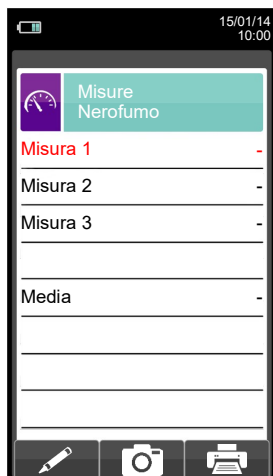 15/01/14
10:00
Misure
Nerofumo
Misura 1 -
Misura 2 -
Misura 3 -
Media -